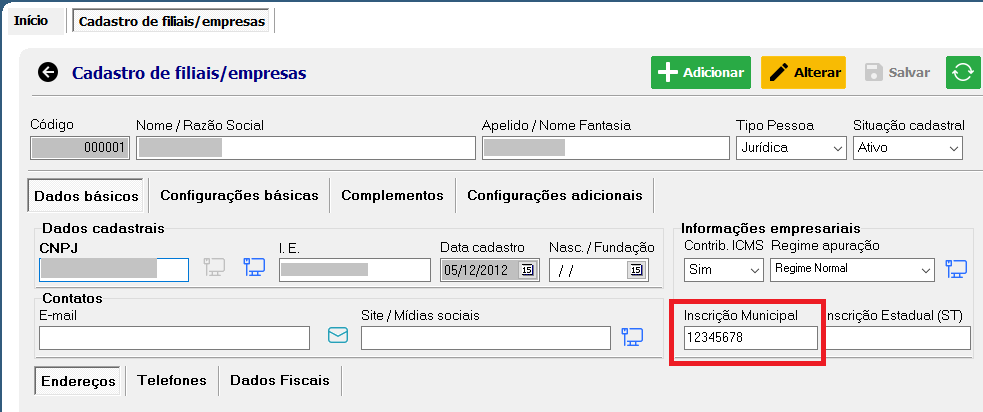 Início
Cadastro de filiais/empresas
Cadastro de filiais/empresas
Adicionar
Alterar
Salvar
Código
Nome / Razão Social
Apelido / Nome Fantasia
Tipo Pessoa
Situação cadastral
000001
Jurídica
Ativo
Dados básicos
Configurações básicas
Complementos
Configurações adicionais
Dados cadastrais
CNPJ
I. E.
Data cadastro
Nasc. / Fundação
05/12/2012
15
/ /
15
Informações empresariais
Contrib. ICMS
Regime apuração
Sim
Regime Normal
Contatos
E-mail
Site / Mídias sociais
Inscrição Municipal
nscrição Estadual (ST)
12345678
Endereços
Telefones
Dados Fiscais